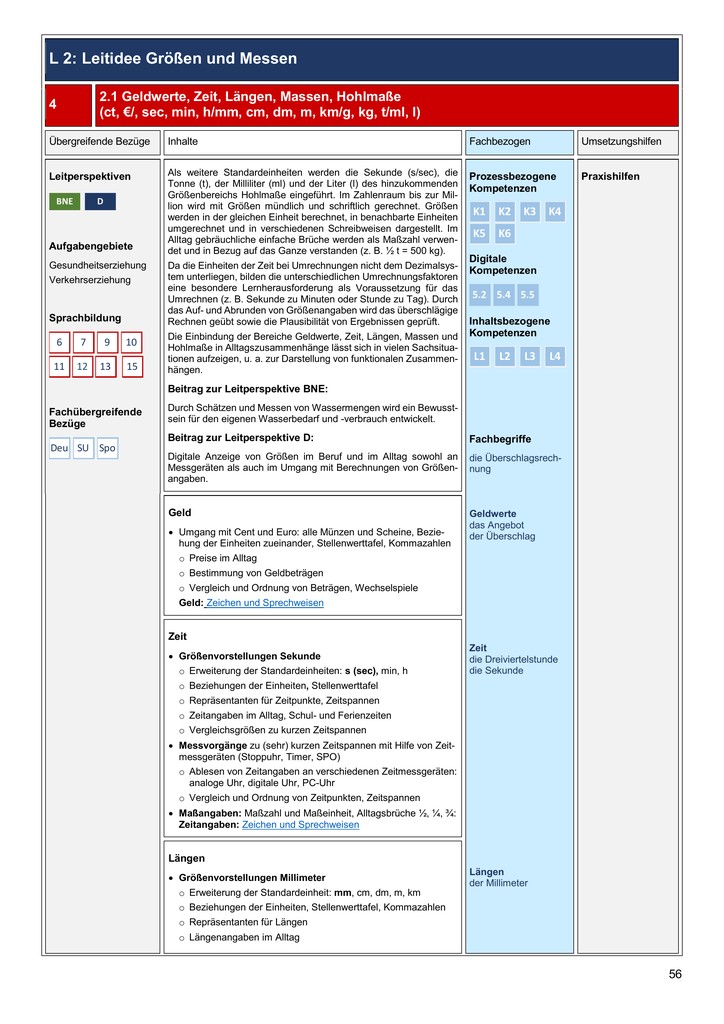 L 2: Leitidee Größen und Messen
4
2.1 Geldwerte, Zeit, Längen, Massen, Hohlmaße
(ct, €/, sec, min, h/mm, cm, dm, m, km/g, kg, t/ml, l)
Übergreifende Bezüge
Inhalte
Fachbezogen
Umsetzungshilfen
Leitperspektiven
BNE
D
Aufgabengebiete
Gesundheitserziehung
Verkehrserziehung
Sprachbildung
6 7 9 10
11 12 13 15
Fachübergreifende
Bezüge
Deu SU Spo
Als weitere Standardeinheiten werden die Sekunde (s/sec), die
Tonne (t), der Milliliter (ml) und der Liter (l) des hinzukommenden
Größenbereichs Hohlmaße eingeführt. Im Zahlenraum bis zur Mil-
lion wird mit Größen mündlich und schriftlich gerechnet. Größen
werden in der gleichen Einheit berechnet, in benachbarte Einheiten
umgerechnet und in verschiedenen Schreibweisen dargestellt. Im
Alltag gebräuchliche einfache Brüche werden als Maßzahl verwen-
det und in Bezug auf das Ganze verstanden (z. B. ½ t = 500 kg).
Da die Einheiten der Zeit bei Umrechnungen nicht dem Dezimalsys-
tem unterliegen, bilden die unterschiedlichen Umrechnungsfaktoren
eine besondere Lernherausforderung als Voraussetzung für das
Umrechnen (z. B. Sekunde zu Minuten oder Stunde zu Tag). Durch
das Auf- und Abrunden von Größenangaben wird das überschlägige
Rechnen geübt sowie die Plausibilität von Ergebnissen geprüft.
Die Einbindung der Bereiche Geldwerte, Zeit, Längen, Massen und
Hohlmaße in Alltagszusammenhänge lässt sich in vielen Sachsitua-
tionen aufzeigen, u. a. zur Darstellung von funktionalen Zusammen-
hängen.
Beitrag zur Leitperspektive BNE:
Durch Schätzen und Messen von Wassermengen wird ein Bewusst-
sein für den eigenen Wasserbedarf und -verbrauch entwickelt.
Beitrag zur Leitperspektive D:
Digitale Anzeige von Größen im Beruf und im Alltag sowohl an
Messgeräten als auch im Umgang mit Berechnungen von Größen-
angaben.
Geld
• Umgang mit Cent und Euro: alle Münzen und Scheine, Bezie-
hung der Einheiten zueinander, Stellenwerttafel, Kommazahlen
o Preise im Alltag
o Bestimmung von Geldbeträgen
o Vergleich und Ordnung von Beträgen, Wechselspiele
Geld: Zeichen und Sprechweisen
Zeit
• Größenvorstellungen Sekunde
o Erweiterung der Standardeinheiten: s (sec), min, h
o Beziehungen der Einheiten, Stellenwerttafel
o Repräsentanten für Zeitpunkte, Zeitspannen
o Zeitangaben im Alltag, Schul- und Ferienzeiten
o Vergleichsgrößen zu kurzen Zeitspannen
• Messvorgänge zu (sehr) kurzen Zeitspannen mit Hilfe von Zeit-
messgeräten (Stoppuhr, Timer, SPO)
o Ablesen von Zeitangaben an verschiedenen Zeitmessgeräten:
analoge Uhr, digitale Uhr, PC-Uhr
o Vergleich und Ordnung von Zeitpunkten, Zeitspannen
• Maßangaben: Maßzahl und Maßeinheit, Alltagsbrüche ½, ¼, ¾:
Zeitangaben: Zeichen und Sprechweisen
Längen
• Größenvorstellungen Millimeter
o Erweiterung der Standardeinheit: mm, cm, dm, m, km
o Beziehungen der Einheiten, Stellenwerttafel, Kommazahlen
o Repräsentanten für Längen
o Längenangaben im Alltag
Prozessbezogene
Kompetenzen
K1 K2 K3 K4
K5 K6
Digitale
Kompetenzen
5.2 5.4 5.5
Inhaltsbezogene
Kompetenzen
L1 L2 L3 L4
Fachbegriffe
die Überschlagsrech-
nung
Geldwerte
das Angebot
der Überschlag
Zeit
die Dreiviertelstunde
die Sekunde
Längen
der Millimeter
Praxishilfen
56